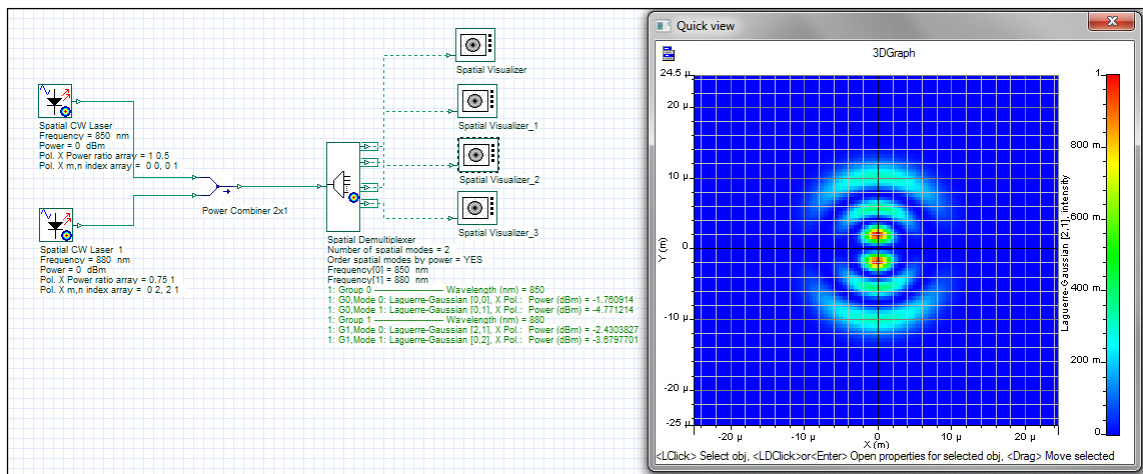 Spatial Visualizer
Spatial Visualizer_1
Spatial Visualizer_2
Spatial Visualizer_3
Spatial CW Laser
Frequency = 850 nm
Power = 0 dBm
Pol. X Power ratio array = 1 0.5
Pol. X m,n index array = 0 0, 0 1
Power Combiner 2x1
Spatial CW Laser 1
Frequency = 880 nm
Power = 0 dBm
Pol. X Power ratio array = 0.75 1
Pol. X m,n index array = 0 2, 2 1
Spatial Demultiplexer
Number of spatial modes = 2
Order spatial modes by power = YES
Frequency[0] = 850 nm
Frequency[1] = 880 nm
1: Group 0 ------------------------ Wavelength (nm) = 850
1: G0,Mode 0: Laguerre-Gaussian [0,0], X Pol.: Power (dBm) = -1.760914
1: G0,Mode 1: Laguerre-Gaussian [0,1], X Pol.: Power (dBm) = -4.771214
1: Group 1 ------------------------ Wavelength (nm) = 880
1: G1,Mode 0: Laguerre-Gaussian [2,1], X Pol.: Power (dBm) = -2.4303827
1: G1,Mode 1: Laguerre-Gaussian [0,2], X Pol.: Power (dBm) = -3.6797701
Quick view
3DGraph
24.5 µ
20 µ
10 µ
0
-10 µ
-20 µ
-25 µ
Y (m)
-20 µ
-10 µ
0
10 µ
20 µ
X (m)
Laguerre-Gaussian [2,1], intensity
1
800 m
600 m
400 m
200 m
0
<LClick> Select obj, <LDClick>or<Enter> Open properties for selected obj, <Drag> Move selected